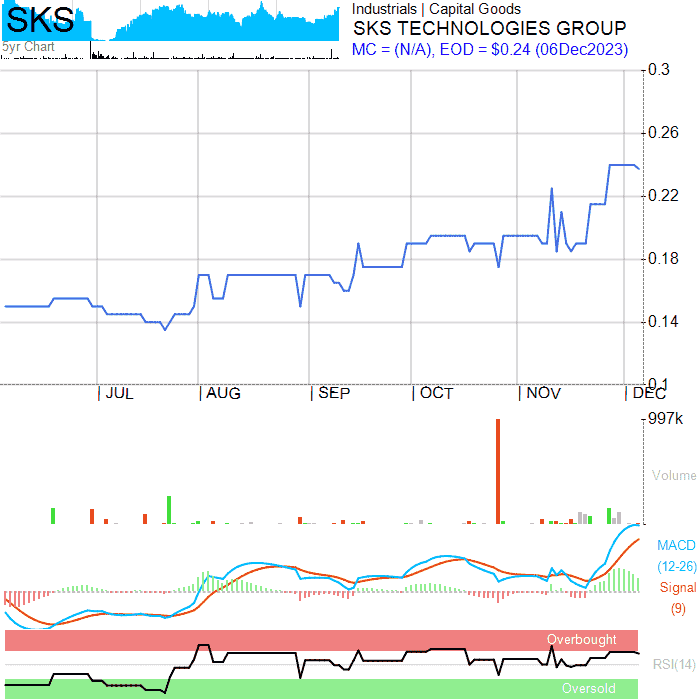 SKS
5yr Chart
Industrials | Capital Goods
SKS TECHNOLOGIES GROUP
MC = (N/A), EOD = $0.24 (06Dec2023)
0.3
0.26
0.22
0.18
0.14
0.1
JUL AUG SEP OCT NOV DEC
997k
Volume
MACD
(12-26)
Signal
(9)
Overbought
RSI(14)
Oversold